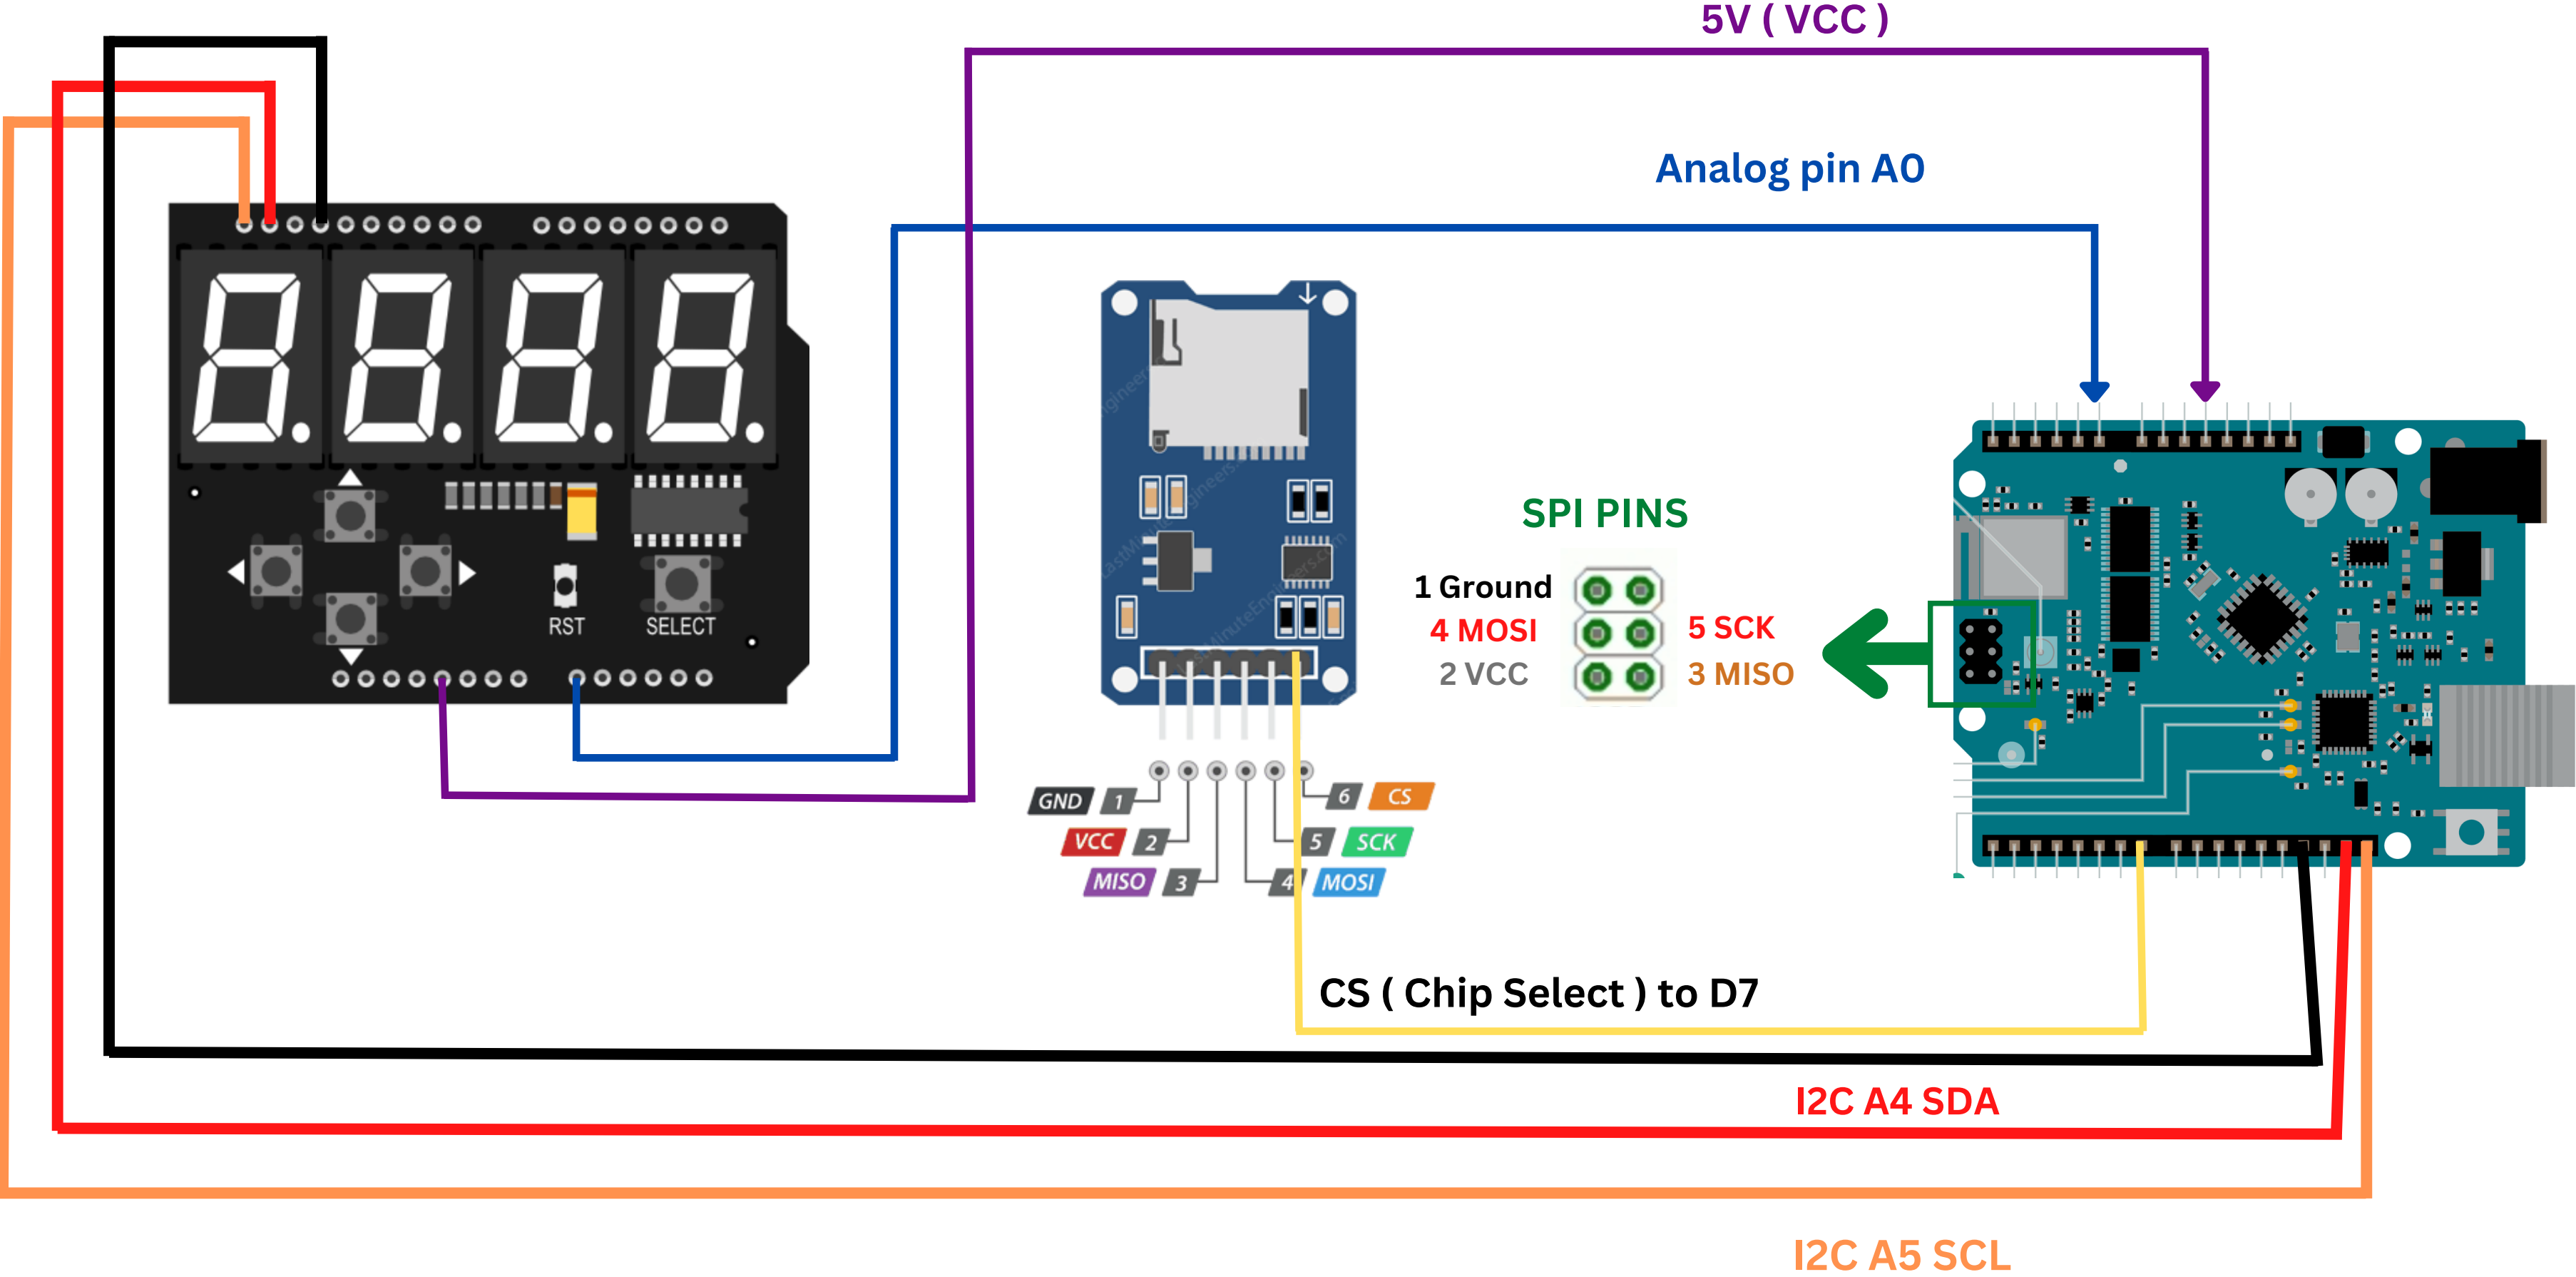 5V ( VCC )
Analog pin A0
SPI PINS
1 Ground
4 MOSI
5 SCK
2 VCC
3 MISO
RST
SELECT
LastMinuteEngineers.com
GND 1
6 CS
VCC 2
5 SCK
MISO 3
4 MOSI
CS ( Chip Select ) to D7
I2C A4 SDA
I2C A5 SCL